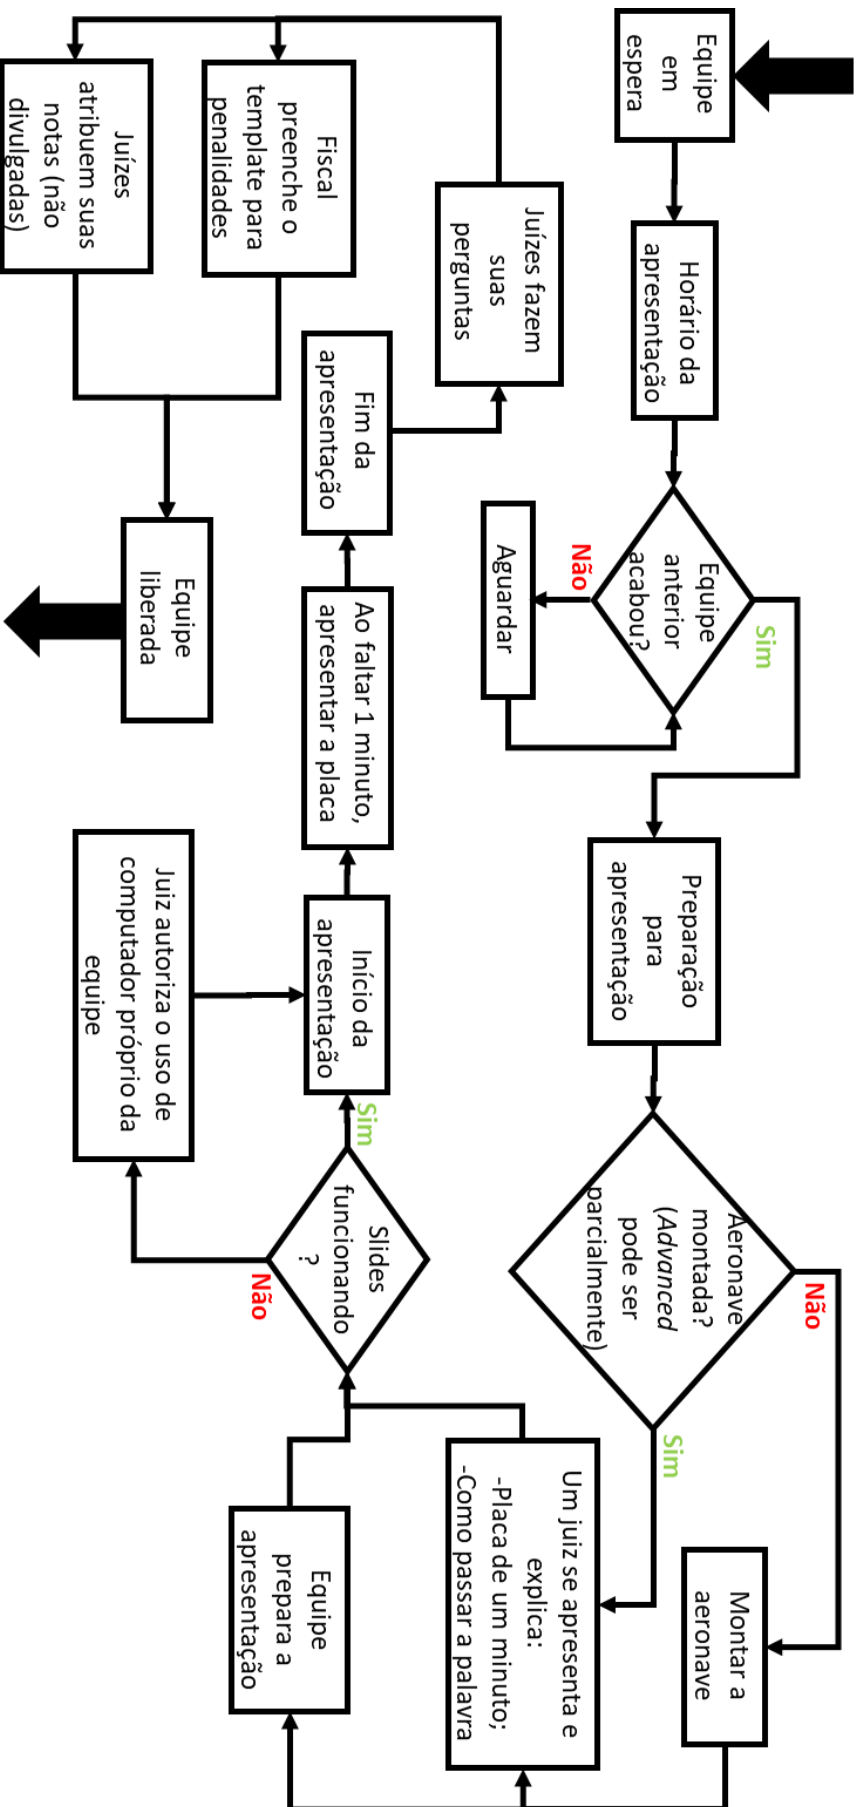 Equipe
em
espera
Horário da
apresentação
Equipe
anterior
acabou?
Sim
Não
Aguardar
Preparação
para
apresentação
Aeronave
montada?
(Advanced
pode ser
parcialmente)
Não
Sim
Montar a
aeronave
Um juiz se apresenta e
explica:
-Placa de um minuto;
-Como passar a palavra
Equipe
prepara a
apresentação
Slides
funcionando
?
Sim
Não
Juiz autoriza o uso de
computador próprio da
equipe
Início da
apresentação
Ao faltar 1 minuto,
apresentar a placa
Fim da
apresentação
Juízes fazem
suas
perguntas
Fiscal
preenche o
template para
penalidades
Juízes
atribuem suas
notas (não
divulgadas)
Equipe
liberada